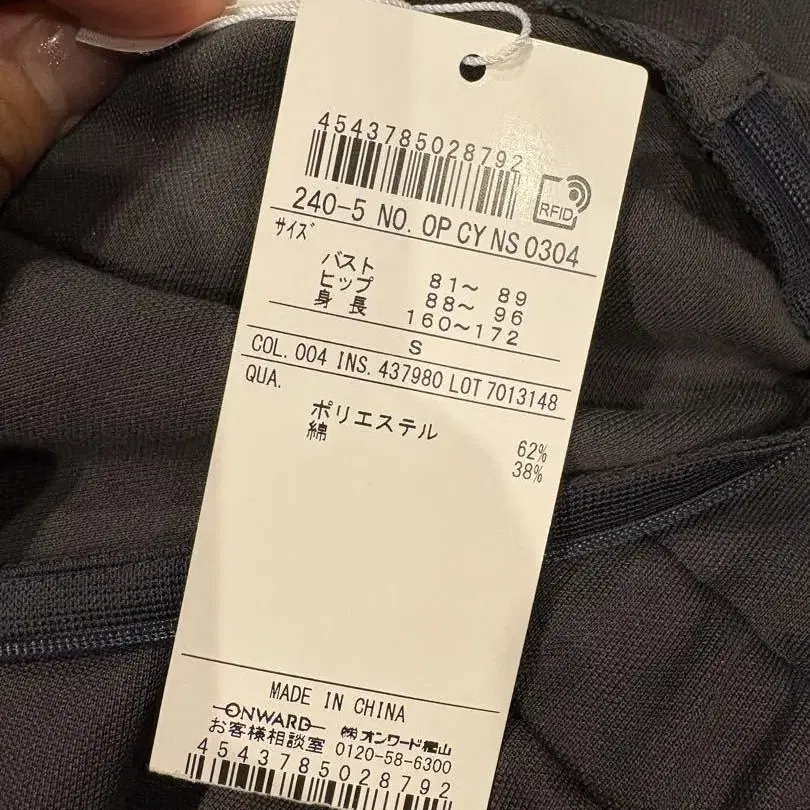 4543785028792
RFID
240-5 NO. OP CY NS 0304
サイズ
バスト 81～ 89
ヒップ 88～ 96
身 長 160～172
S
COL. 004 INS. 437980 LOT 7013148
QUA.
ポリエステル 62%
綿 38%
MADE IN CHINA
ONWARD ㈱オンワード樫山
お客様相談室 0120-58-6300
4543785028792